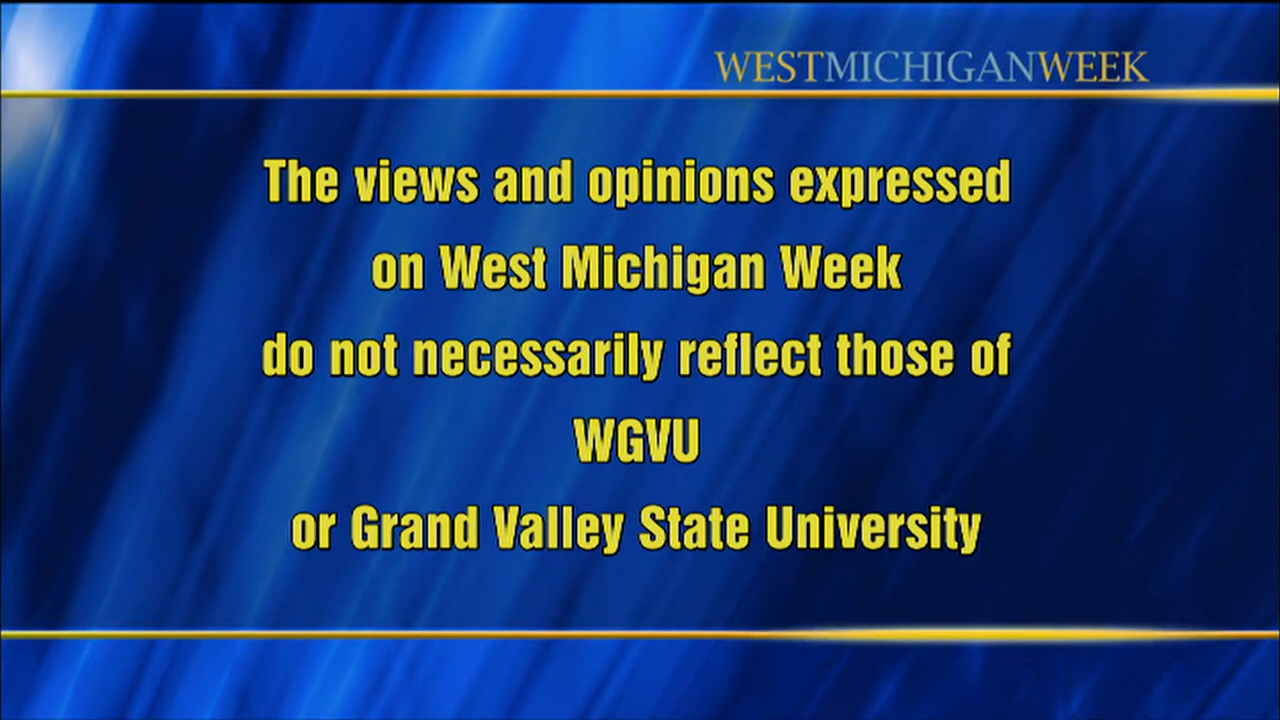 WESTMICHIGANWEEK
The views and opinions expressed
on West Michigan Week
do not necessarily reflect those of
WGVU
or Grand Valley State University